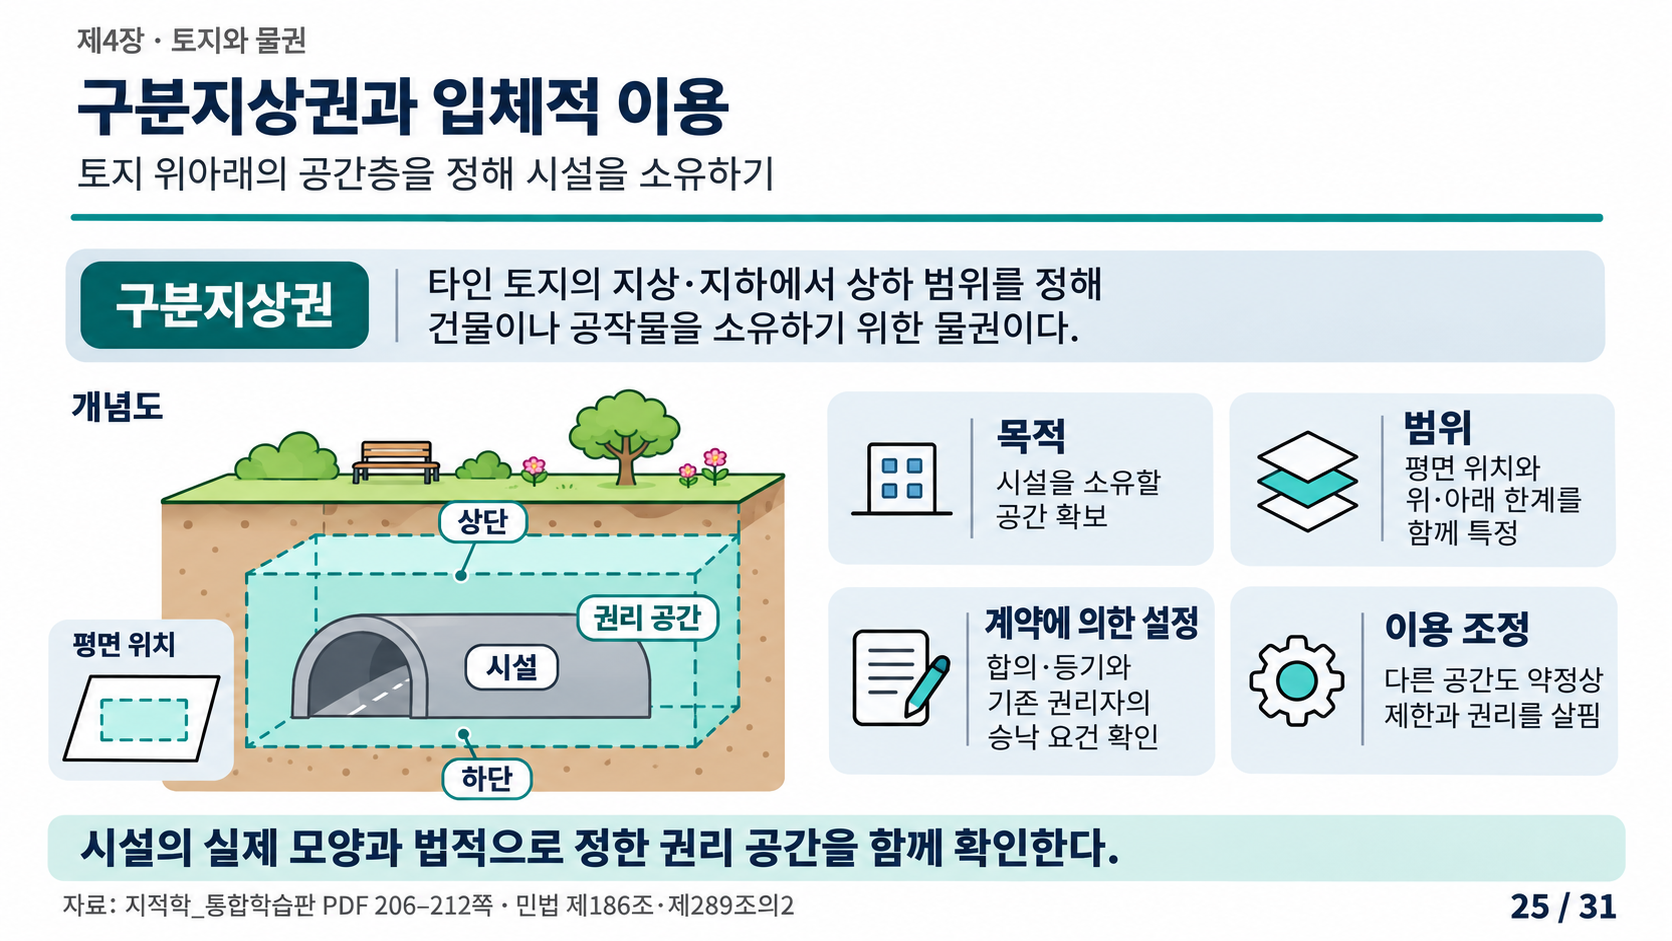 제4장 · 토지와 물권
구분지상권과 입체적 이용
토지 위아래의 공간층을 정해 시설을 소유하기
구분지상권
타인 토지의 지상·지하에서 상하 범위를 정해
건물이나 공작물을 소유하기 위한 물권이다.
개념도
상단
권리 공간
시설
하단
평면 위치
목적
시설을 소유할
공간 확보
범위
평면 위치와
위·아래 한계를
함께 특정
계약에 의한 설정
합의·등기와
기존 권리자의
승낙 요건 확인
이용 조정
다른 공간도 약정상
제한과 권리를 살핌
시설의 실제 모양과 법적으로 정한 권리 공간을 함께 확인한다.
자료: 지적학_통합학습판 PDF 206–212쪽 · 민법 제186조·제289조의2
25 / 31